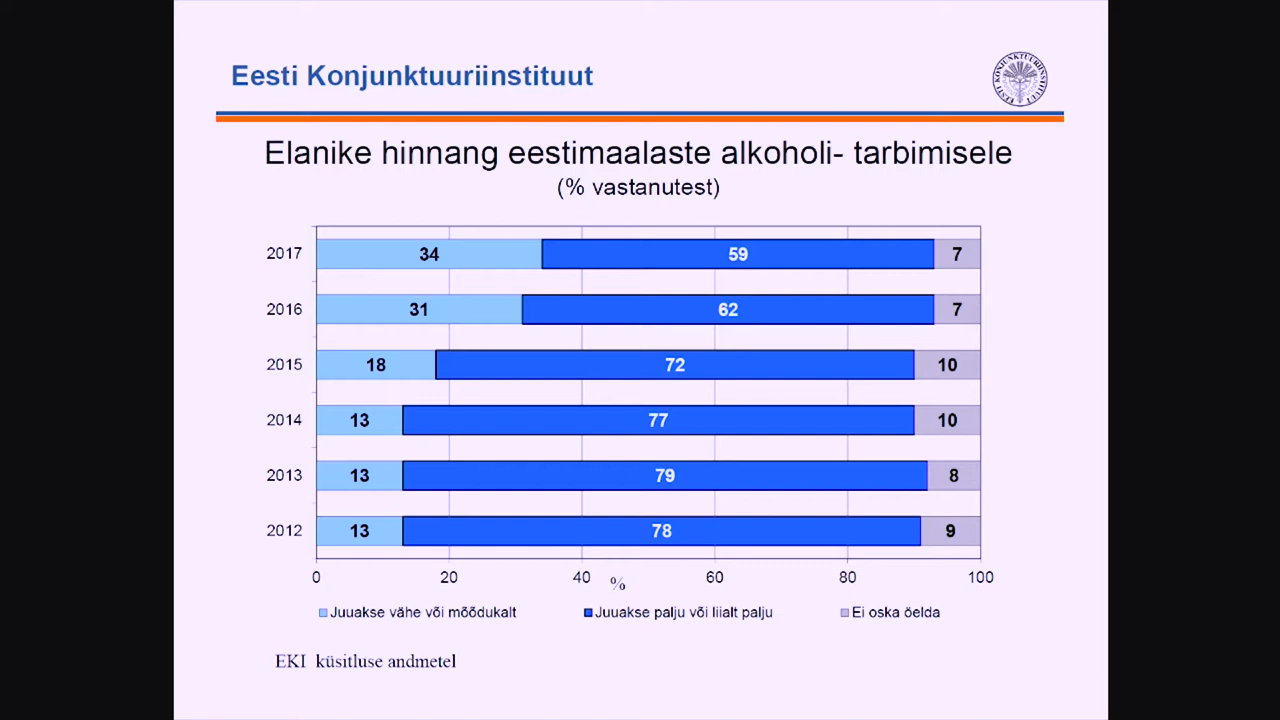 Eesti Konjunktuuriinstituut
EESTI KONJUNKTUURIINSTITUUT
Elanike hinnang eestimaalaste alkoholi- tarbimisele
(% vastanutest)
2017 34 59 7
2016 31 62 7
2015 18 72 10
2014 13 77 10
2013 13 79 8
2012 13 78 9
0 20 40 60 80 100
%
Juuakse vähe või mõõdukalt Juuakse palju või liialt palju Ei oska öelda
EKI küsitluse andmetel